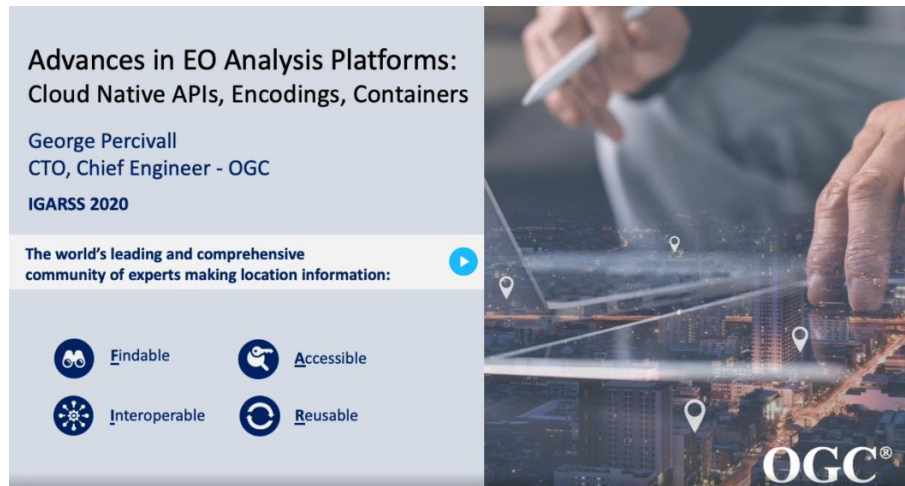 Advances in EO Analysis Platforms:
Cloud Native APIs, Encodings, Containers
George Percivall
CTO, Chief Engineer - OGC
IGARSS 2020
The world's leading and comprehensive
community of experts making location information:
Findable
Accessible
Interoperable
Reusable
OGC®